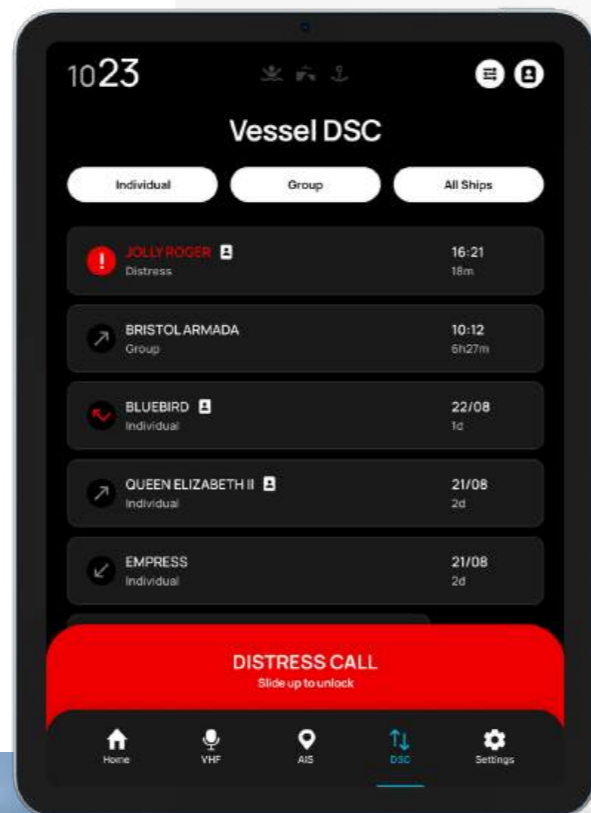 1023
Vessel DSC
Individual Group All Ships
JOLLY ROGER 16:21
Distress 18m
BRISTOL ARMADA 10:12
Group 6h27m
BLUEBIRD 22/08
Individual 1d
QUEEN ELIZABETH II 21/08
Individual 2d
EMPRESS 21/08
Individual 2d
DISTRESS CALL
Slide up to unlock
Home VHF AIS DSC Settings